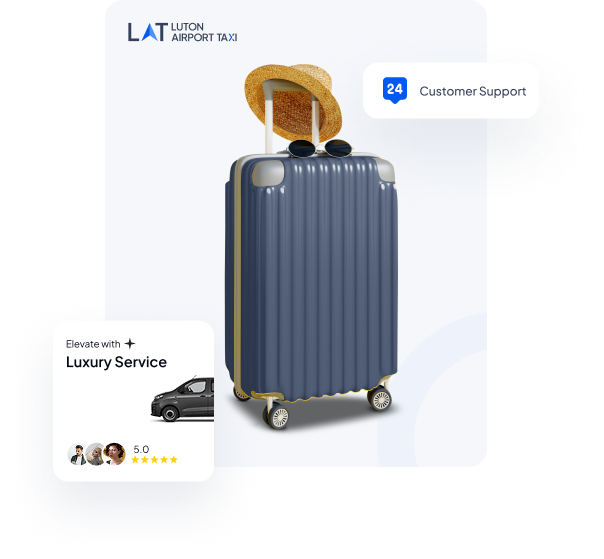 LAT LUTON
AIRPORT TAXI
24 Customer Support
Elevate with
Luxury Service
5.0